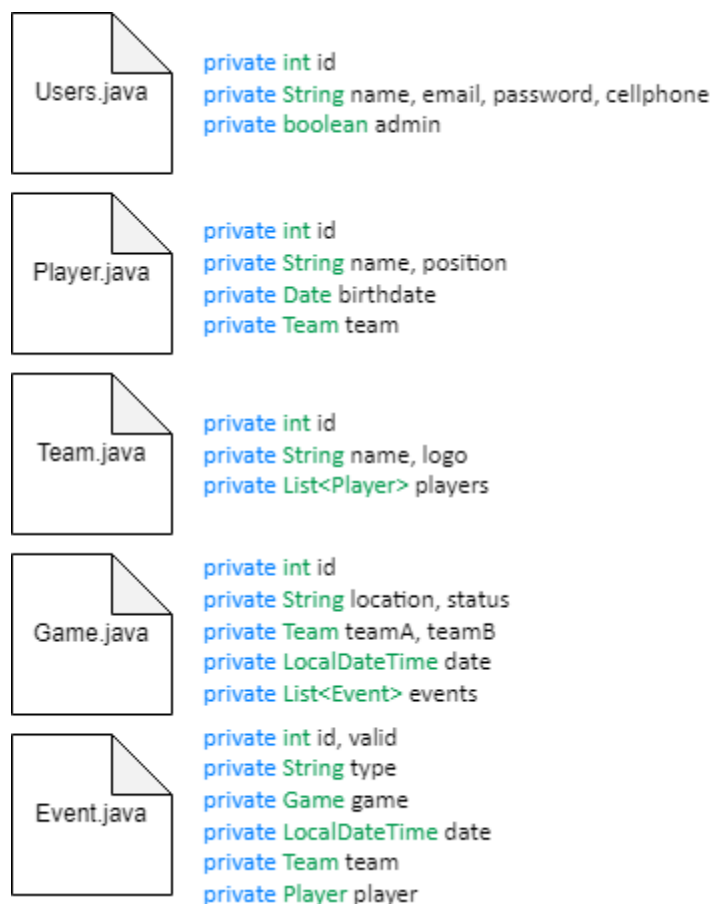 Users.java
private int id
private String name, email, password, cellphone
private boolean admin
Player.java
private int id
private String name, position
private Date birthdate
private Team team
Team.java
private int id
private String name, logo
private List<Player> players
Game.java
private int id
private String location, status
private Team teamA, teamB
private LocalDateTime date
private List<Event> events
Event.java
private int id, valid
private String type
private Game game
private LocalDateTime date
private Team team
private Player player